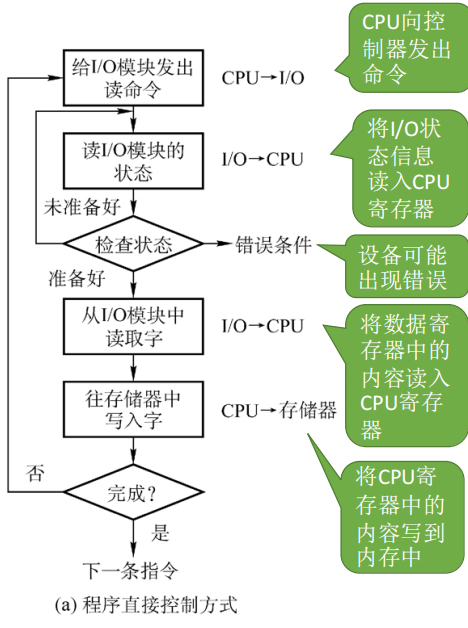 给I/O模块发出
读命令
CPU→I/O
CPU向控
制器发出
命令
读I/O模块的
状态
I/O→CPU
将I/O状
态信息
读入CPU
寄存器
未准备好
检查状态
错误条件
设备可能
出现错误
准备好
从I/O模块中
读取字
I/O→CPU
将数据寄
存器中的
内容读入
CPU寄存
器
往存储器中
写入字
CPU→存储器
否
完成?
将CPU寄
存器中的
内容写到
内存中
是
下一条指令
(a) 程序直接控制方式